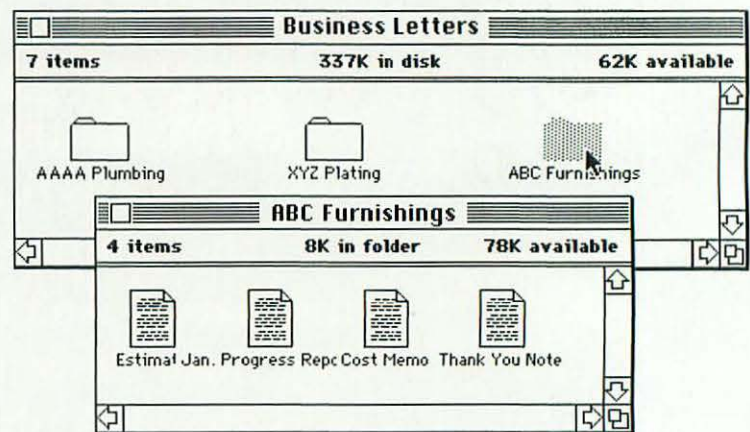 Business Letters
7 items 337K in disk 62K available
AAAA Plumbing XYZ Plating ABC Furnishings
ABC Furnishings
4 items 8K in folder 78K available
Estimat Jan. Progress Repo Cost Memo Thank You Note